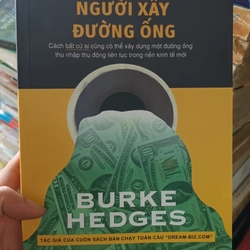 NGƯỜI XÂY
ĐƯỜNG ỐNG
Cách bất cứ ai cũng có thể xây dựng một đường ống
thu nhập thụ động liên tục trong nền kinh tế mới
BURKE
HEDGES
TÁC GIẢ CỦA CUỐN SÁCH BÁN CHẠY TOÀN CẦU "DREAM-BIZ.COM"